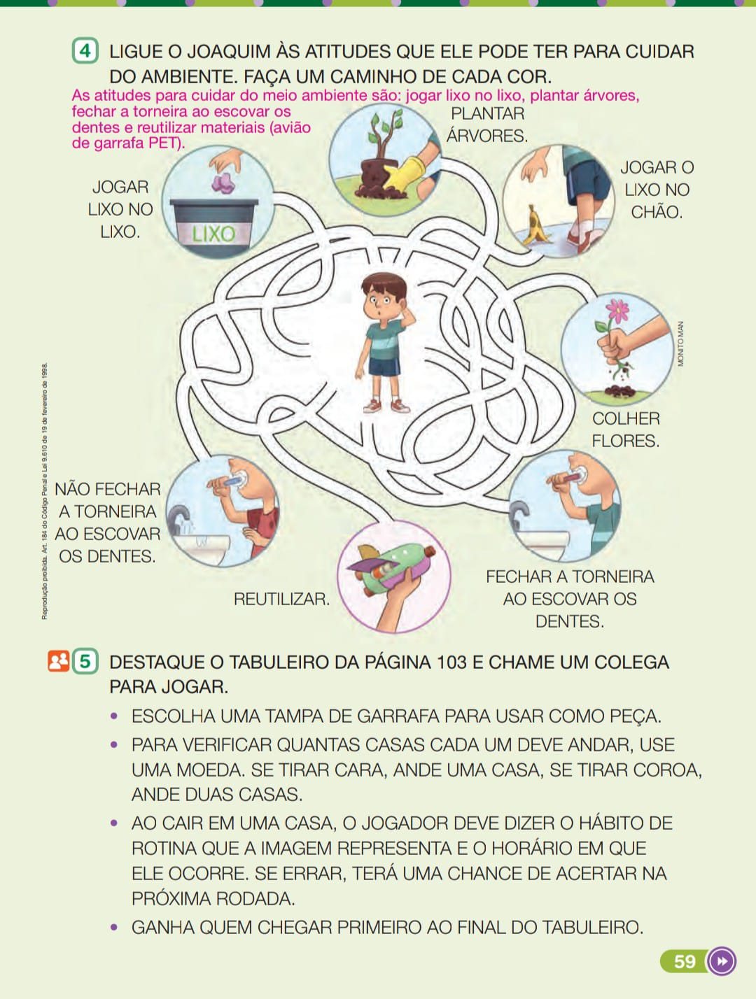 4 LIGUE O JOAQUIM ÀS ATITUDES QUE ELE PODE TER PARA CUIDAR
DO AMBIENTE. FAÇA UM CAMINHO DE CADA COR.
As atitudes para cuidar do meio ambiente são: jogar lixo no lixo, plantar árvores,
fechar a torneira ao escovar os
dentes e reutilizar materiais (avião
de garrafa PET).
PLANTAR
ÁRVORES.
JOGAR O
LIXO NO
CHÃO.
JOGAR
LIXO NO
LIXO.
LIXO
MONITO MAN
COLHER
FLORES.
NÃO FECHAR
A TORNEIRA
AO ESCOVAR
OS DENTES.
REUTILIZAR.
FECHAR A TORNEIRA
AO ESCOVAR OS
DENTES.
Reprodução proibida. Art. 184 do Código Penal e Lei 9.610 de 19 de fevereiro de 1998.
5 DESTAQUE O TABULEIRO DA PÁGINA 103 E CHAME UM COLEGA
PARA JOGAR.
• ESCOLHA UMA TAMPA DE GARRAFA PARA USAR COMO PEÇA.
• PARA VERIFICAR QUANTAS CASAS CADA UM DEVE ANDAR, USE
UMA MOEDA. SE TIRAR CARA, ANDE UMA CASA, SE TIRAR COROA,
ANDE DUAS CASAS.
• AO CAIR EM UMA CASA, O JOGADOR DEVE DIZER O HÁBITO DE
ROTINA QUE A IMAGEM REPRESENTA E O HORÁRIO EM QUE
ELE OCORRE. SE ERRAR, TERÁ UMA CHANCE DE ACERTAR NA
PRÓXIMA RODADA.
• GANHA QUEM CHEGAR PRIMEIRO AO FINAL DO TABULEIRO.
59